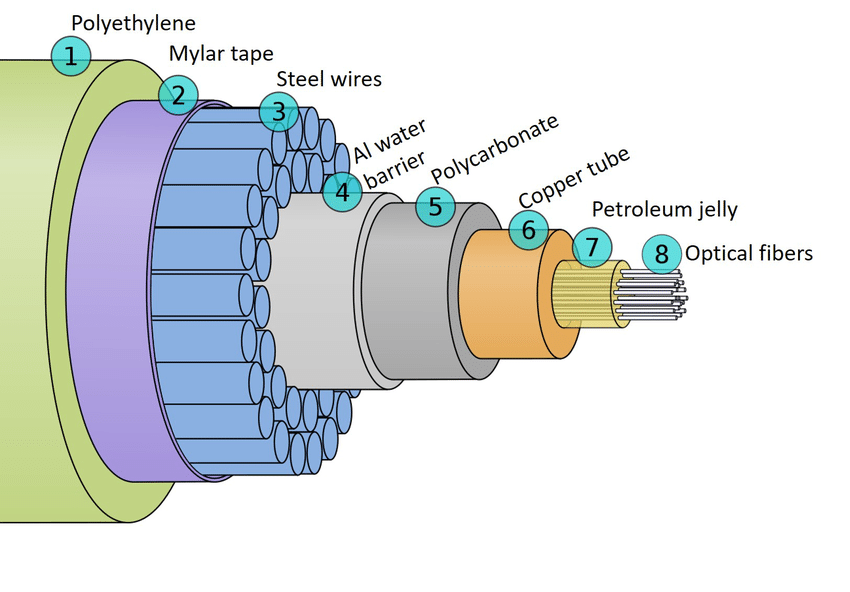 Polyethylene
1
Mylar tape
2
Steel wires
3
Al water
barrier
4
Polycarbonate
5
Copper tube
6
Petroleum jelly
7
8
Optical fibers